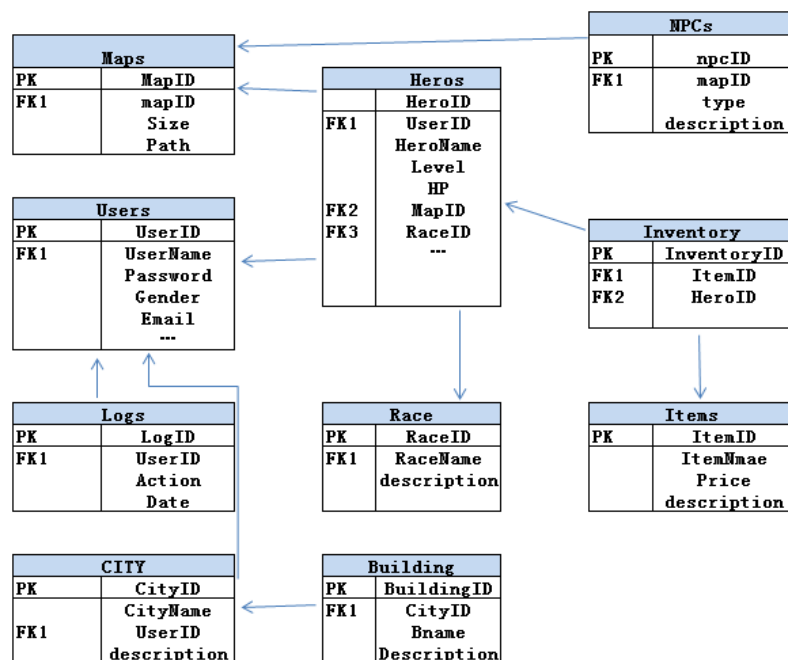 Maps
PK MapID
FK1 mapID
Size
Path
Heros
HeroID
FK1 UserID
HeroName
Level
HP
FK2 MapID
FK3 RaceID
---
NPCs
PK npcID
FK1 mapID
type
description
Users
PK UserID
FK1 UserName
Password
Gender
Email
---
Inventory
PK InventoryID
FK1 ItemID
FK2 HeroID
Logs
PK LogID
FK1 UserID
Action
Date
Race
PK RaceID
FK1 RaceName
description
Items
PK ItemID
ItemNmae
Price
description
CITY
PK CityID
CityName
FK1 UserID
description
Building
PK BuildingID
FK1 CityID
Bname
Description